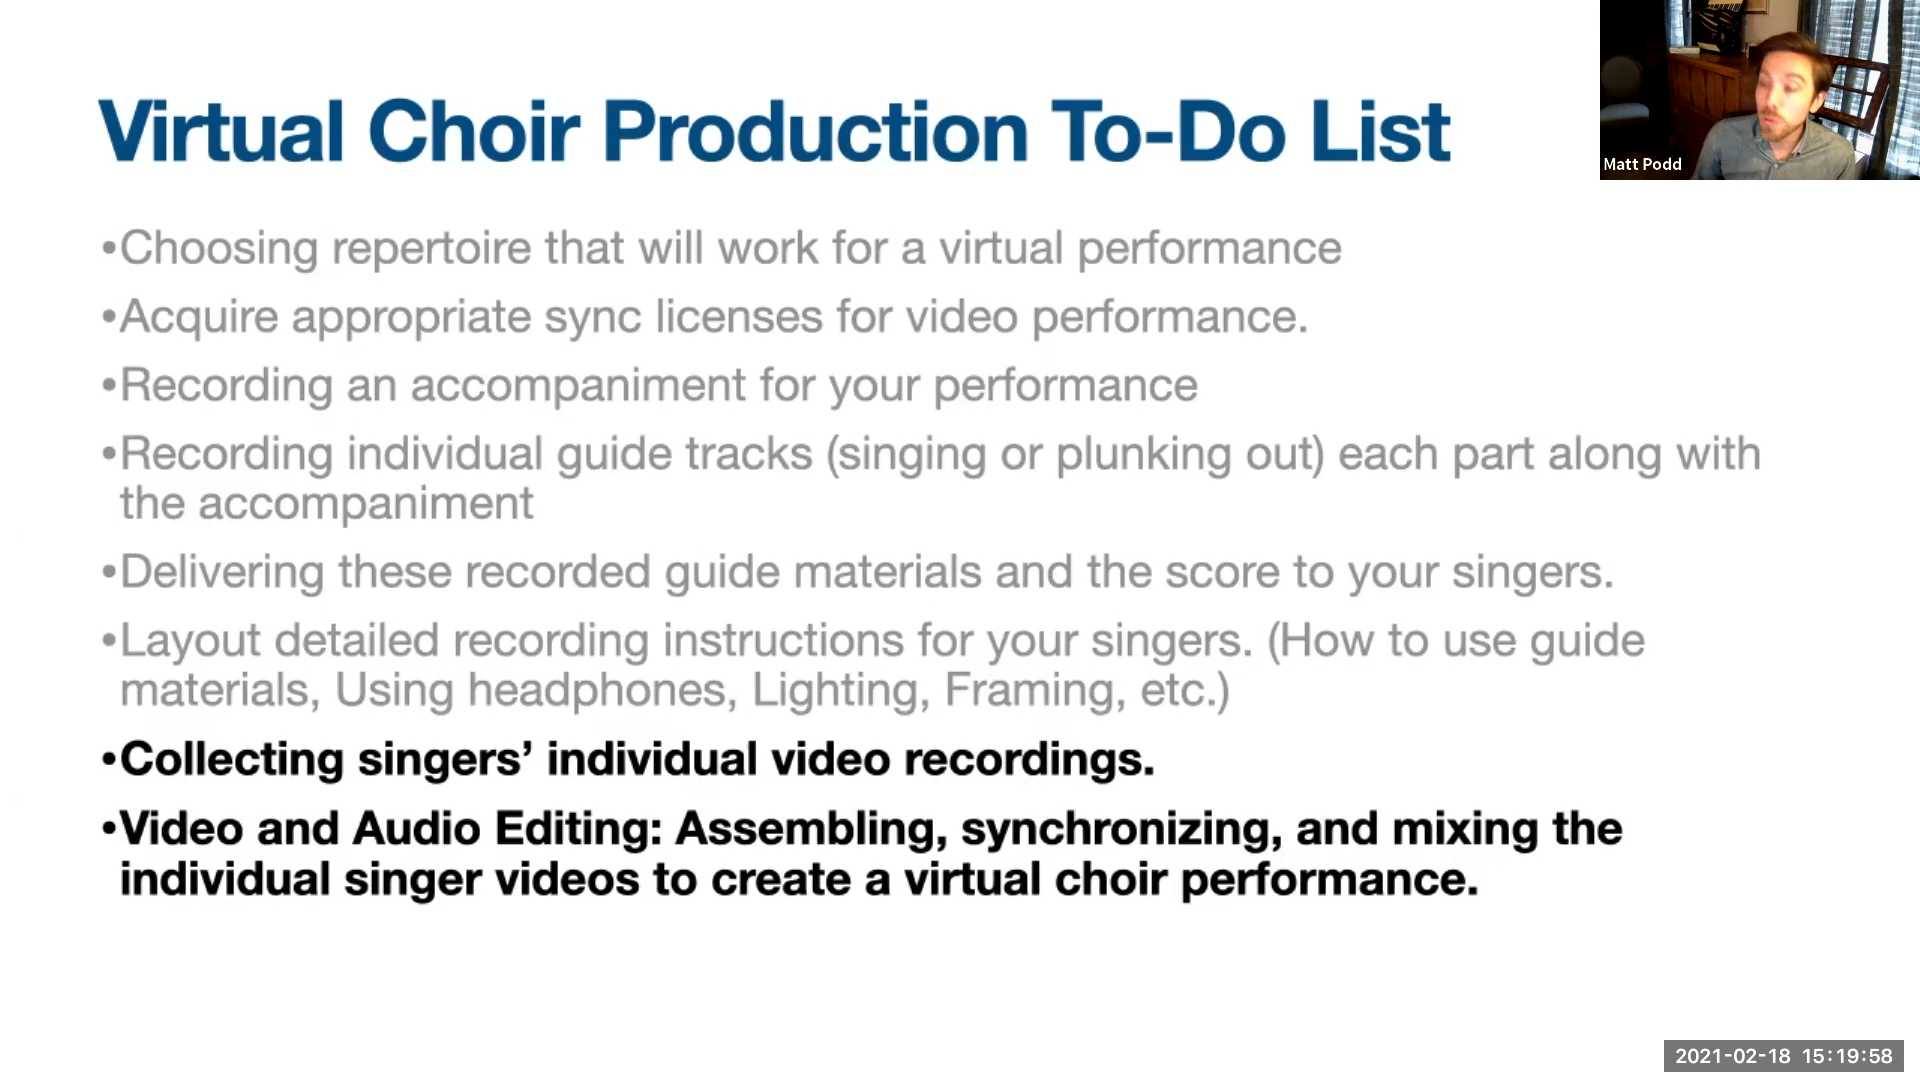 Virtual Choir Production To-Do List
Matt Podd
•Choosing repertoire that will work for a virtual performance
•Acquire appropriate sync licenses for video performance.
•Recording an accompaniment for your performance
•Recording individual guide tracks (singing or plunking out) each part along with
the accompaniment
•Delivering these recorded guide materials and the score to your singers.
•Layout detailed recording instructions for your singers. (How to use guide
materials, Using headphones, Lighting, Framing, etc.)
•Collecting singers’ individual video recordings.
•Video and Audio Editing: Assembling, synchronizing, and mixing the
individual singer videos to create a virtual choir performance.
2021-02-18 15:19:58